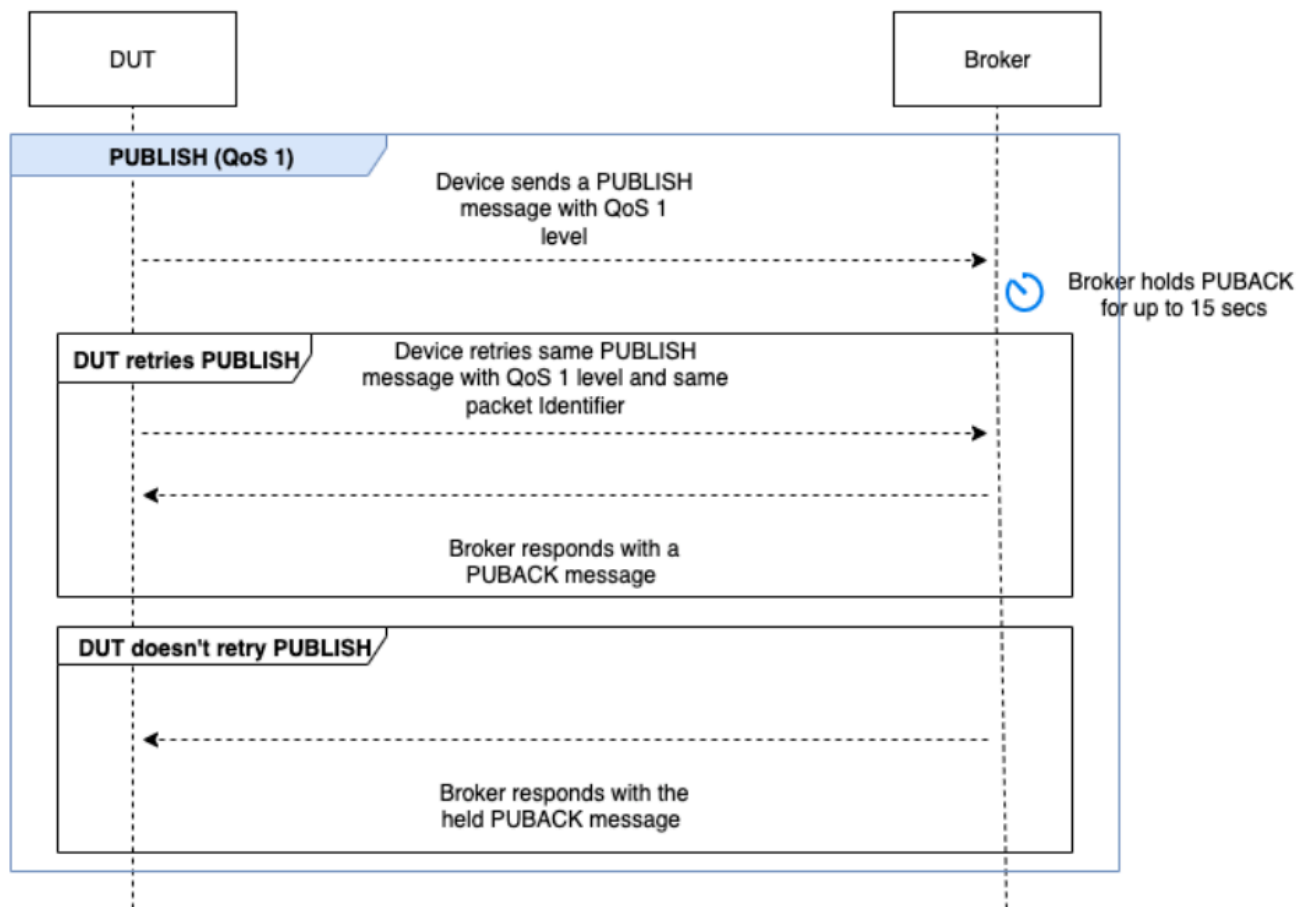 DUT
Broker
PUBLISH (QoS 1)
Device sends a PUBLISH
message with QoS 1
level
Broker holds PUBACK
for up to 15 secs
DUT retries PUBLISH
Device retries same PUBLISH
message with QoS 1 level and same
packet Identifier
Broker responds with a
PUBACK message
DUT doesn't retry PUBLISH
Broker responds with the
held PUBACK message